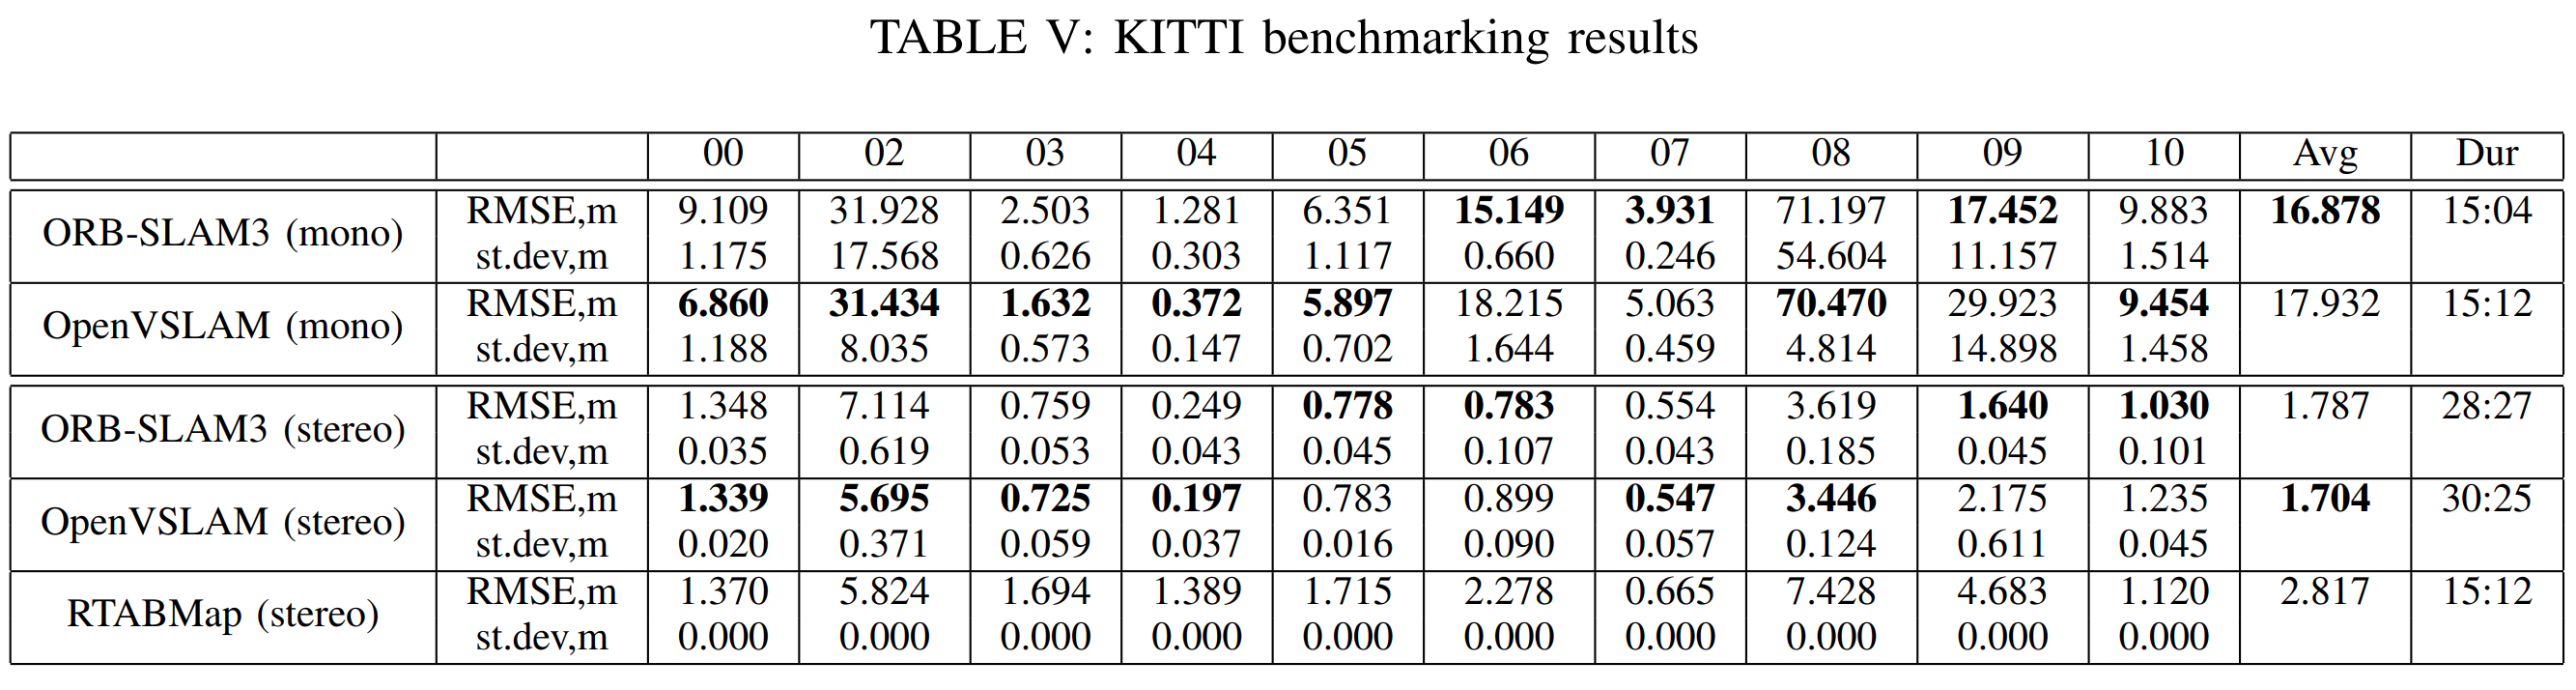 TABLE V: KITTI benchmarking results
00 02 03 04 05 06 07 08 09 10 Avg Dur
ORB-SLAM3 (mono) RMSE,m 9.109 31.928 2.503 1.281 6.351 15.149 3.931 71.197 17.452 9.883 16.878 15:04
st.dev,m 1.175 17.568 0.626 0.303 1.117 0.660 0.246 54.604 11.157 1.514
OpenVSLAM (mono) RMSE,m 6.860 31.434 1.632 0.372 5.897 18.215 5.063 70.470 29.923 9.454 17.932 15:12
st.dev,m 1.188 8.035 0.573 0.147 0.702 1.644 0.459 4.814 14.898 1.458
ORB-SLAM3 (stereo) RMSE,m 1.348 7.114 0.759 0.249 0.778 0.783 0.554 3.619 1.640 1.030 1.787 28:27
st.dev,m 0.035 0.619 0.053 0.043 0.045 0.107 0.043 0.185 0.045 0.101
OpenVSLAM (stereo) RMSE,m 1.339 5.695 0.725 0.197 0.783 0.899 0.547 3.446 2.175 1.235 1.704 30:25
st.dev,m 0.020 0.371 0.059 0.037 0.016 0.090 0.057 0.124 0.611 0.045
RTABMap (stereo) RMSE,m 1.370 5.824 1.694 1.389 1.715 2.278 0.665 7.428 4.683 1.120 2.817 15:12
st.dev,m 0.000 0.000 0.000 0.000 0.000 0.000 0.000 0.000 0.000 0.000